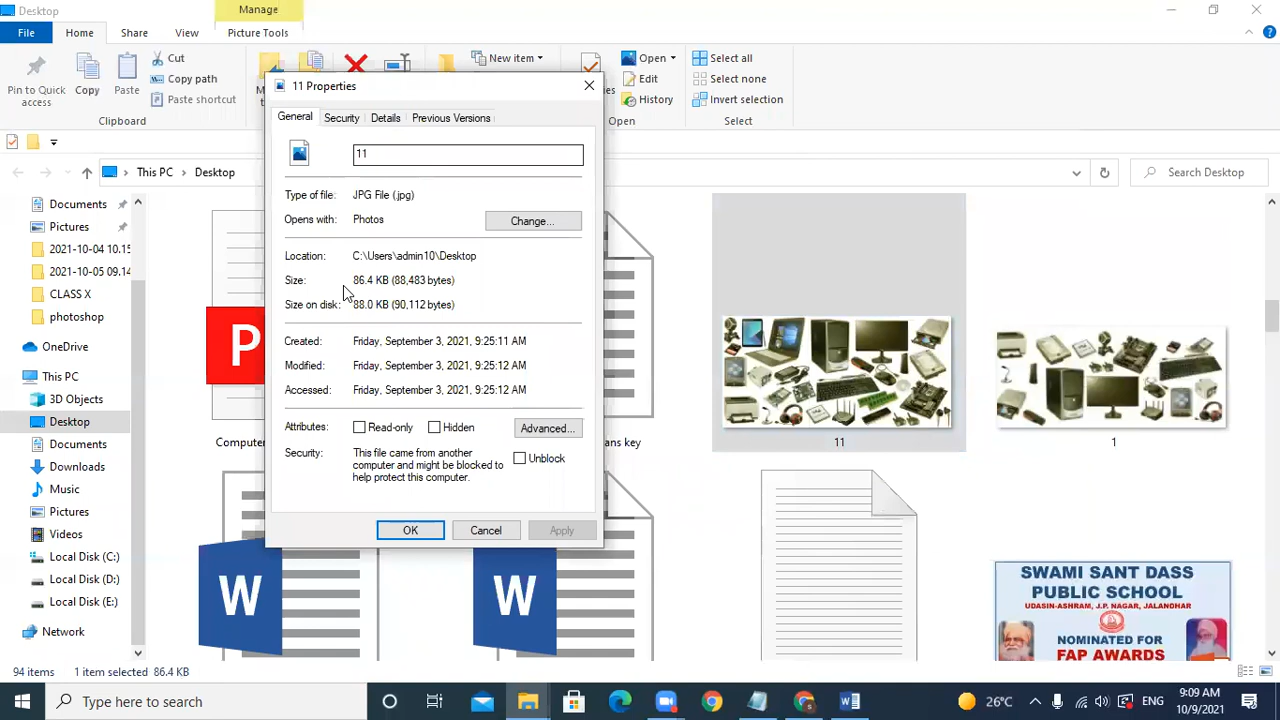 Desktop
Manage
File
Home
Share
View
Picture Tools
Pin to Quick access
Copy
Paste
Cut
Copy path
Paste shortcut
Clipboard
New item
Open
Edit
History
Open
Select all
Select none
Invert selection
Select
This PC
Desktop
Search Desktop
Documents
Pictures
2021-10-04 10.15
2021-10-05 09.14
CLASS X
photoshop
OneDrive
This PC
3D Objects
Desktop
Documents
Downloads
Music
Pictures
Videos
Local Disk (C:)
Local Disk (D:)
Local Disk (E:)
Network
11 Properties
General
Security
Details
Previous Versions
11
Type of file:
JPG File (.jpg)
Opens with:
Photos
Change...
Location:
C:\Users\admin10\Desktop
Size:
86.4 KB (88,483 bytes)
Size on disk:
88.0 KB (90,112 bytes)
Created:
Friday, September 3, 2021, 9:25:11 AM
Modified:
Friday, September 3, 2021, 9:25:12 AM
Accessed:
Friday, September 3, 2021, 9:25:12 AM
Attributes:
Read-only
Hidden
Advanced...
Security:
This file came from another
computer and might be blocked to
help protect this computer.
Unblock
OK
Cancel
Apply
P
11
1
W
W
SWAMI SANT DASS
PUBLIC SCHOOL
UDASIN-ASHRAM, J.P. NAGAR, JALANDHAR
NOMINATED FOR
FAP AWARDS
94 items
1 item selected 86.4 KB
Type here to search
26°C
ENG
9:09 AM
10/9/2021